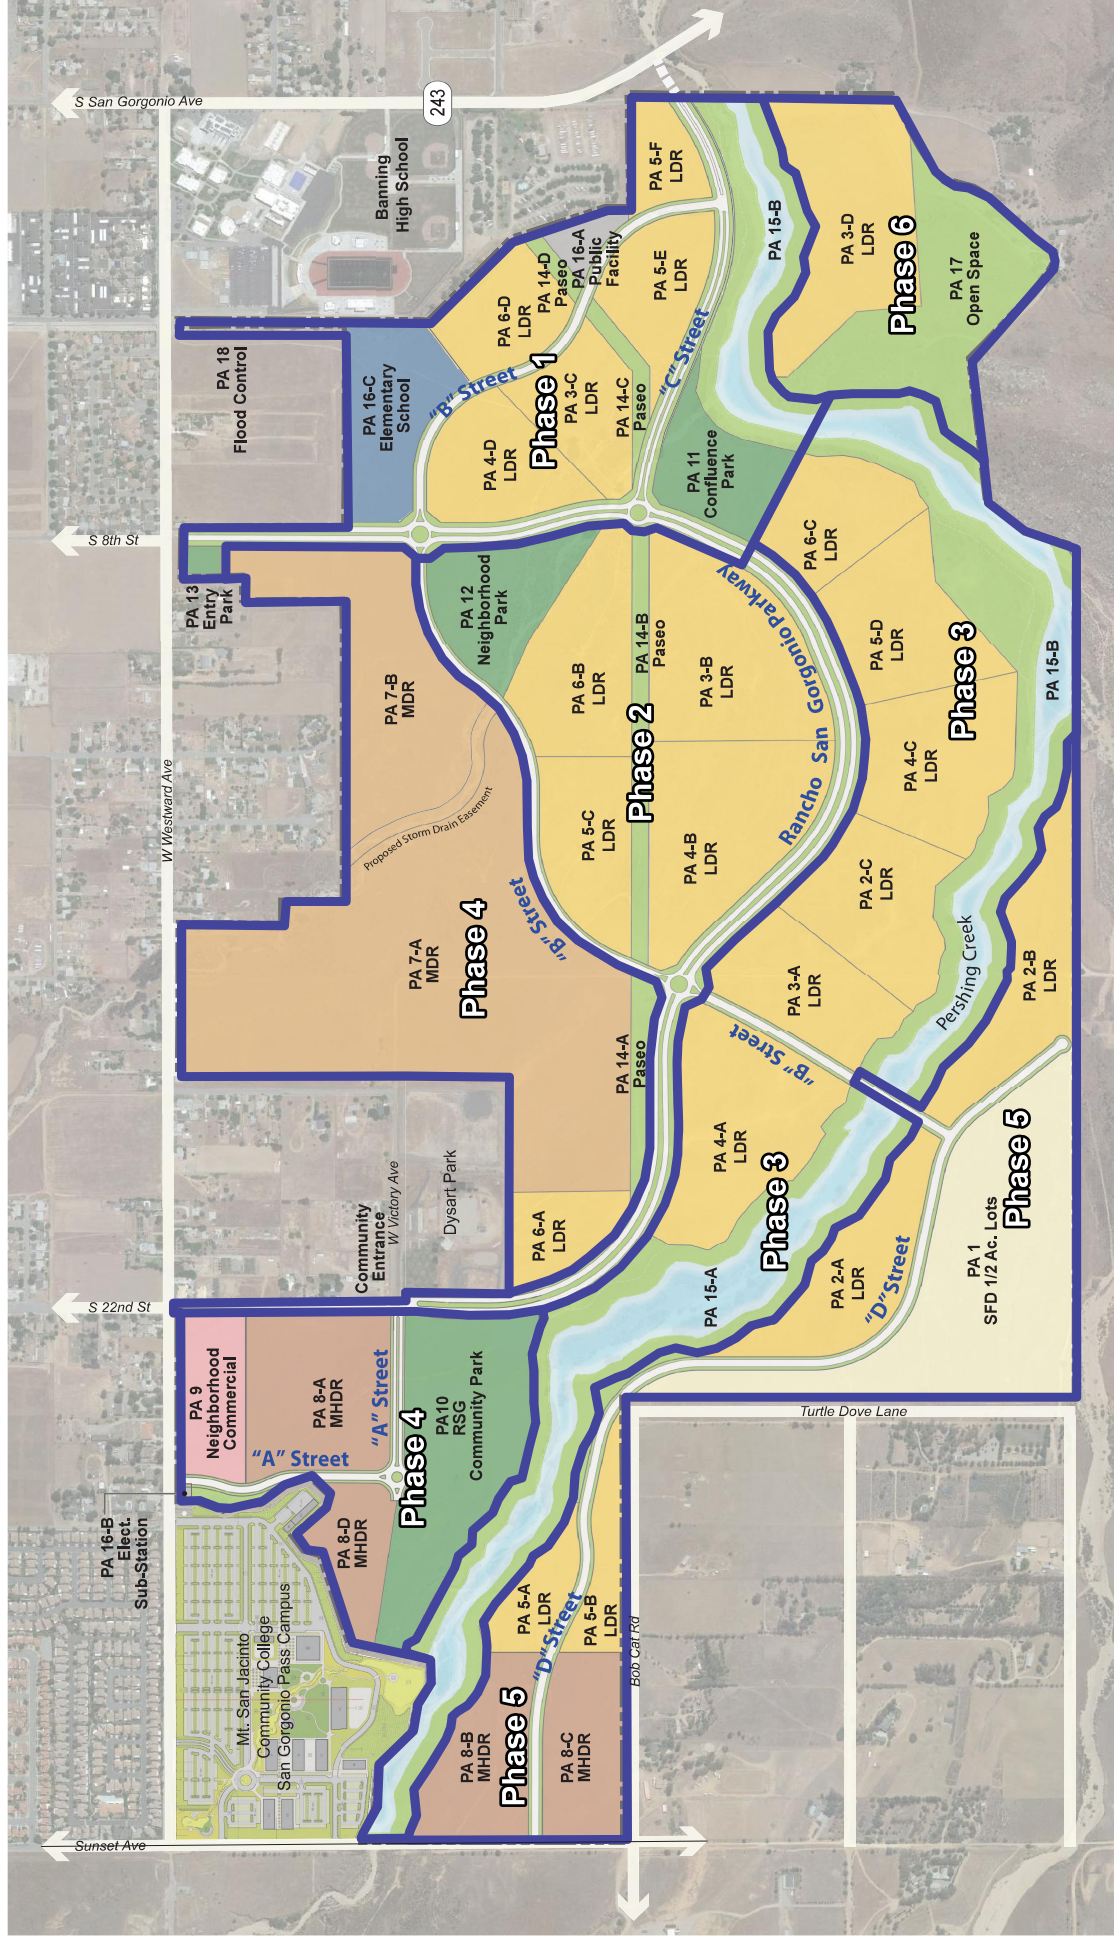 S San Gorgonio Ave
243
Banning
High School
PA 5-F
LDR
PA 15-B
PA 3-D
LDR
Phase 6
PA 17
Open Space
PA 16-A
Public
Facility
PA 14-D
Paseo
PA 6-D
LDR
PA 5-E
LDR
"C" Street
PA 18
Flood Control
PA 16-C
Elementary
School
"B" Street
Phase 1
PA 3-C
LDR
PA 14-C
Paseo
PA 4-D
LDR
PA 11
Confluence
Park
S 8th St
PA 13
Entry
Park
PA 12
Neighborhood
Park
PA 6-C
LDR
Rancho San Gorgonio Parkway
PA 7-B
MDR
PA 6-B
LDR
PA 14-B
Paseo
PA 3-B
LDR
PA 5-D
LDR
Phase 3
PA 15-B
Phase 2
W Westward Ave
Proposed Storm Drain Easement
PA 5-C
LDR
PA 4-B
LDR
PA 4-C
LDR
PA 2-C
LDR
"B" Street
PA 7-A
MDR
Phase 4
PA 3-A
LDR
Pershing Creek
PA 2-B
LDR
PA 14-A
Paseo
"B" Street
PA 4-A
LDR
Phase 3
Phase 5
PA 1
SFD 1/2 Ac. Lots
Community
Entrance
W Victory Ave
Dysart Park
PA 6-A
LDR
PA 15-A
PA 2-A
LDR
"D" Street
S 22nd St
PA 9
Neighborhood
Commercial
PA 8-A
MHDR
"A" Street
"A" Street
Phase 4
PA10
RSG
Community Park
Turtle Dove Lane
PA 16-B
Elect.
Sub-Station
PA 8-D
MHDR
PA 5-A
LDR
"D" Street
PA 5-B
LDR
Bob Cat Rd
Mt. San Jacinto
Community College
San Gorgonio Pass Campus
PA 8-B
MHDR
Phase 5
PA 8-C
MHDR
Sunset Ave